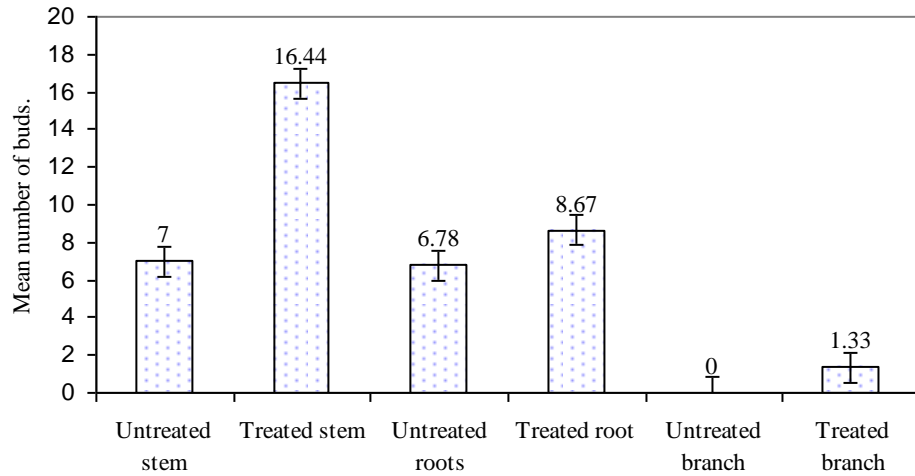 20
18
16
14
12
10
8
6
4
2
0
Mean number of buds.
7
16.44
6.78
8.67
0
1.33
Untreated stem
Treated stem
Untreated roots
Treated root
Untreated branch
Treated branch